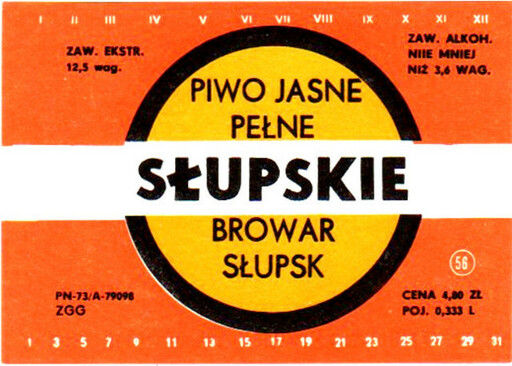 I II III IV V VI VII VIII IX X XI XII
ZAW. EKSTR.
12,5 wag.
ZAW. ALKOH.
NIIE MNIEJ
NIŻ 3,6 WAG.
PIWO JASNE
PEŁNE
SŁUPSKIE
BROWAR
SŁUPSK
56
PN-73/A-79098
ZGG
CENA 4,80 ZŁ
POJ. 0,333 L
1 3 5 7 9 11 13 15 17 19 21 23 25 27 29 31